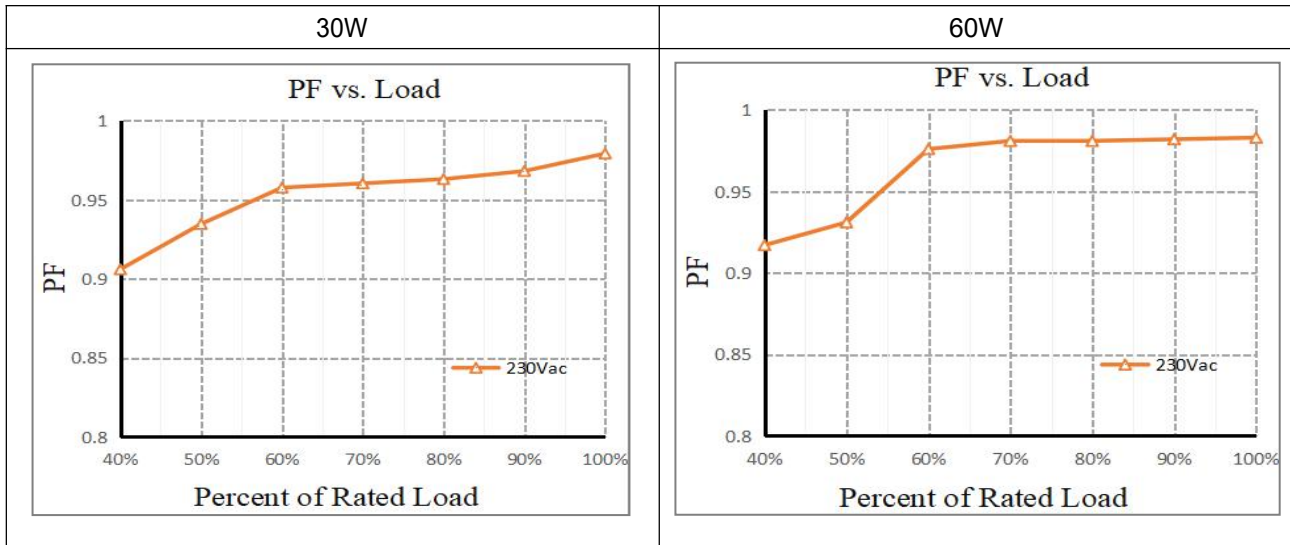 30W
60W
PF vs. Load
1
0.95
0.9
0.85
0.8
PF
230Vac
40% 50% 60% 70% 80% 90% 100%
Percent of Rated Load
PF vs. Load
1
0.95
0.9
0.85
0.8
PF
230Vac
40% 50% 60% 70% 80% 90% 100%
Percent of Rated Load